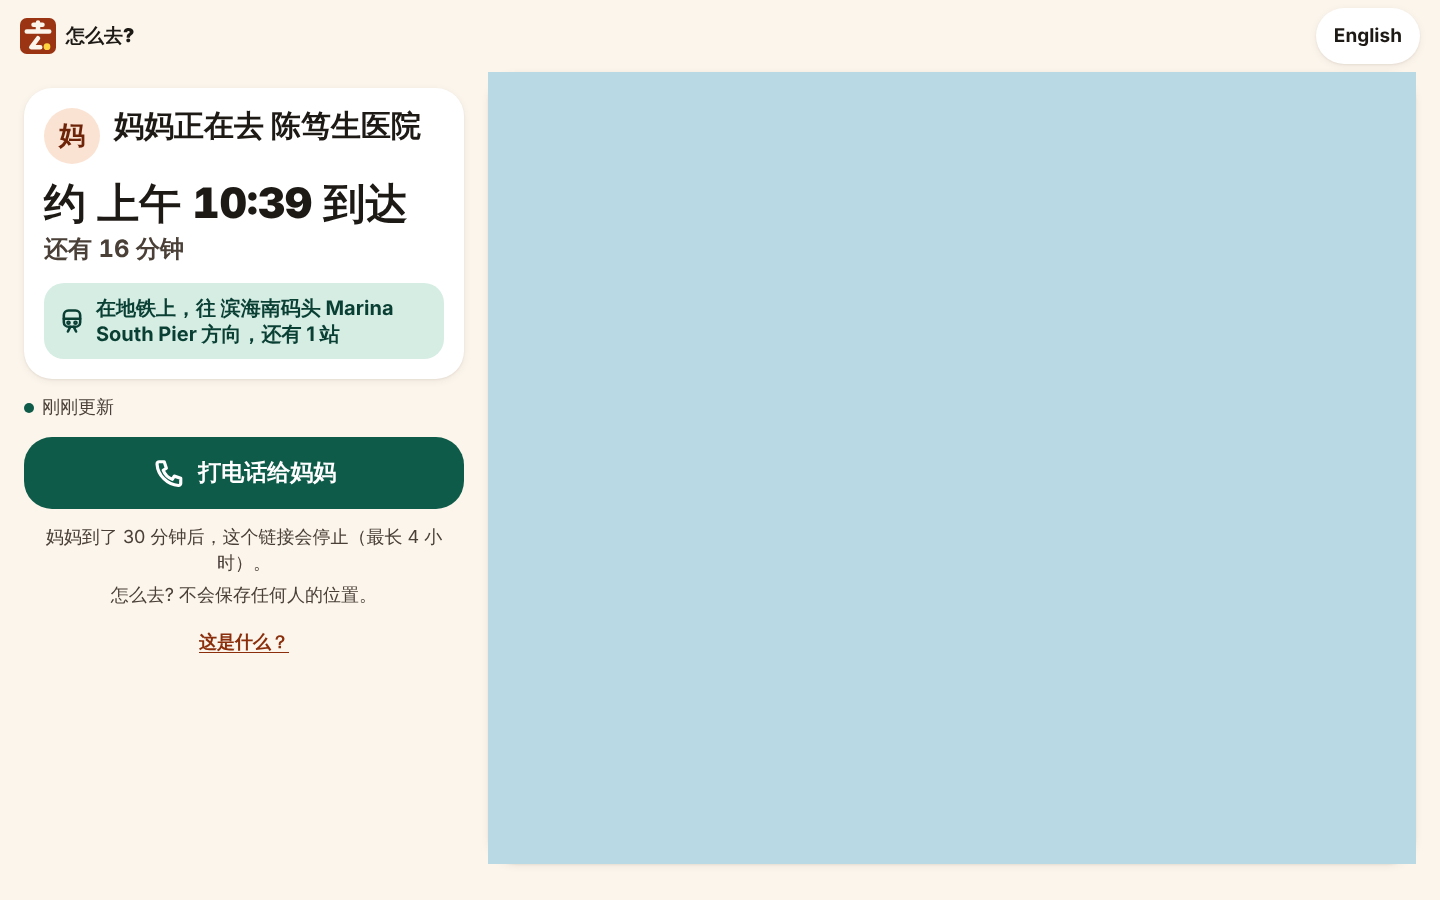 去
怎么去?
English
妈
妈妈正在去 陈笃生医院
约 上午 10:39 到达
还有 16 分钟
在地铁上，往 滨海南码头 Marina
South Pier 方向，还有 1 站
刚刚更新
打电话给妈妈
妈妈到了 30 分钟后，这个链接会停止（最长 4 小
时）。
怎么去? 不会保存任何人的位置。
这是什么？